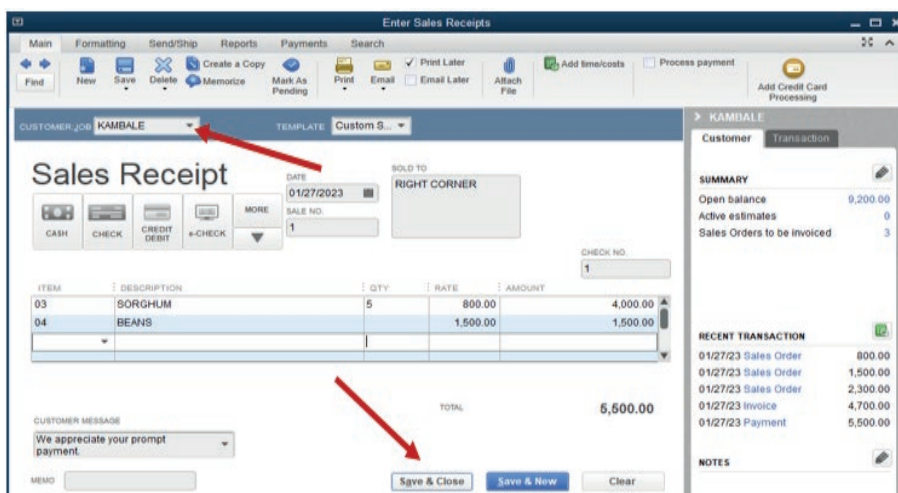 Enter Sales Receipts
Main Formatting Send/Ship Reports Payments Search
Find
New
Save
Delete
Create a Copy
Memorize
Mark As
Pending
Print
Email
Print Later
Email Later
Attach
File
Add time/costs
Process payment
Add Credit Card
Processing
CUSTOMER:JOB KAMBALE TEMPLATE Custom S...
Sales Receipt
DATE
01/27/2023
SALE NO.
1
SOLD TO
RIGHT CORNER
CASH
CHECK
CREDIT
DEBIT
e-CHECK
MORE
CHECK NO.
1
ITEM DESCRIPTION QTY RATE AMOUNT
03 SORGHUM 5 800.00 4,000.00
04 BEANS 1,500.00 1,500.00
TOTAL 5,500.00
CUSTOMER MESSAGE
We appreciate your prompt
payment.
MEMO
Save & Close Save & New Clear
KAMBALE
Customer Transaction
SUMMARY
Open balance 9,200.00
Active estimates 0
Sales Orders to be invoiced 3
RECENT TRANSACTION
01/27/23 Sales Order 800.00
01/27/23 Sales Order 1,500.00
01/27/23 Sales Order 2,300.00
01/27/23 Invoice 4,700.00
01/27/23 Payment 5,500.00
NOTES